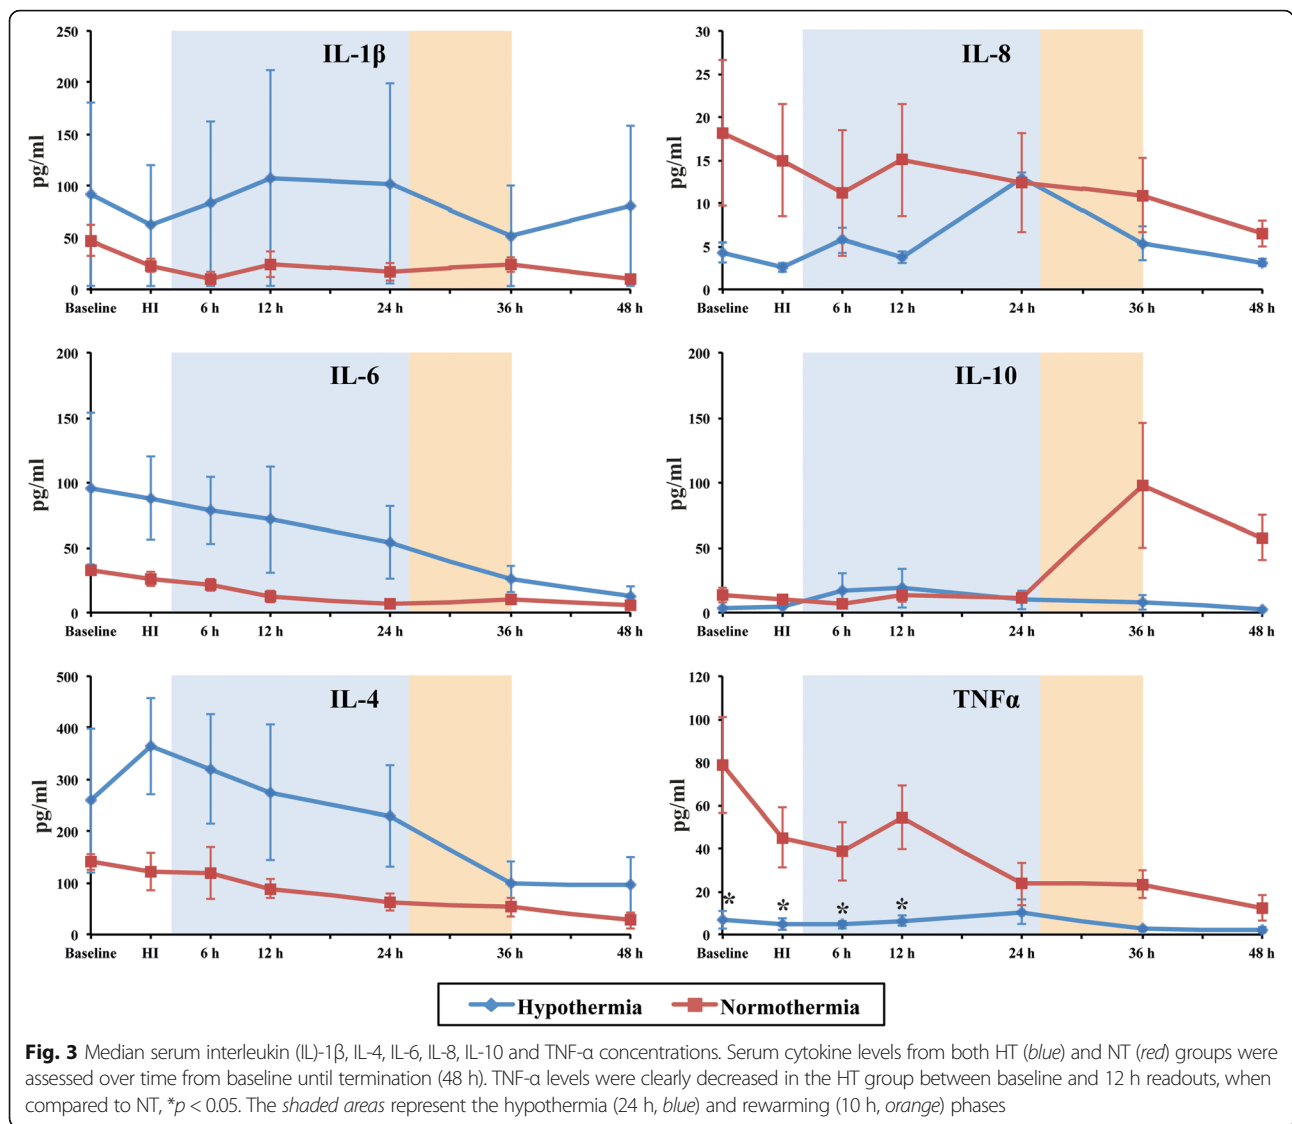 IL-1β
pg/ml
250
200
150
100
50
0
Baseline HI 6 h 12 h 24 h 36 h 48 h
IL-8
pg/ml
30
25
20
15
10
5
0
Baseline HI 6 h 12 h 24 h 36 h 48 h
IL-6
pg/ml
200
150
100
50
0
Baseline HI 6 h 12 h 24 h 36 h 48 h
IL-10
pg/ml
200
150
100
50
0
Baseline HI 6 h 12 h 24 h 36 h 48 h
IL-4
pg/ml
500
400
300
200
100
0
Baseline HI 6 h 12 h 24 h 36 h 48 h
TNFα
pg/ml
120
100
80
60
40
20
0
* * * *
Baseline HI 6 h 12 h 24 h 36 h 48 h
Hypothermia Normothermia
Fig. 3 Median serum interleukin (IL)-1β, IL-4, IL-6, IL-8, IL-10 and TNF-α concentrations. Serum cytokine levels from both HT (blue) and NT (red) groups were
assessed over time from baseline until termination (48 h). TNF-α levels were clearly decreased in the HT group between baseline and 12 h readouts, when
compared to NT, *p < 0.05. The shaded areas represent the hypothermia (24 h, blue) and rewarming (10 h, orange) phases